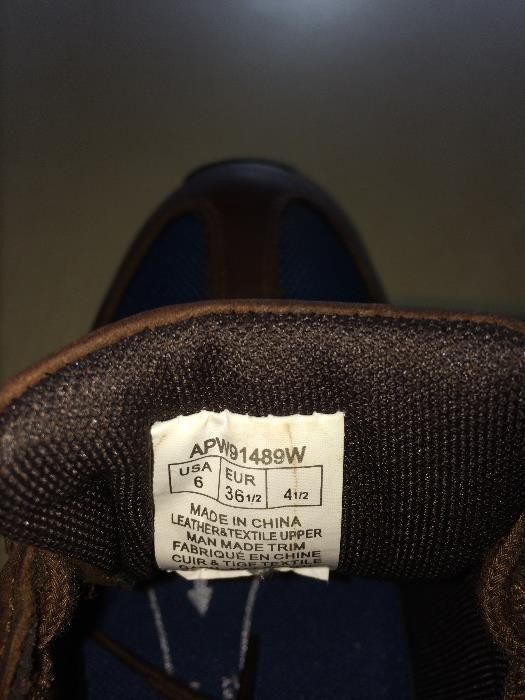 APW91489W
USA EUR
6 36 1/2 4 1/2
MADE IN CHINA
LEATHER&TEXTILE UPPER
MAN MADE TRIM
FABRIQUÉ EN CHINE
CUIR & TIGE TEXTILE